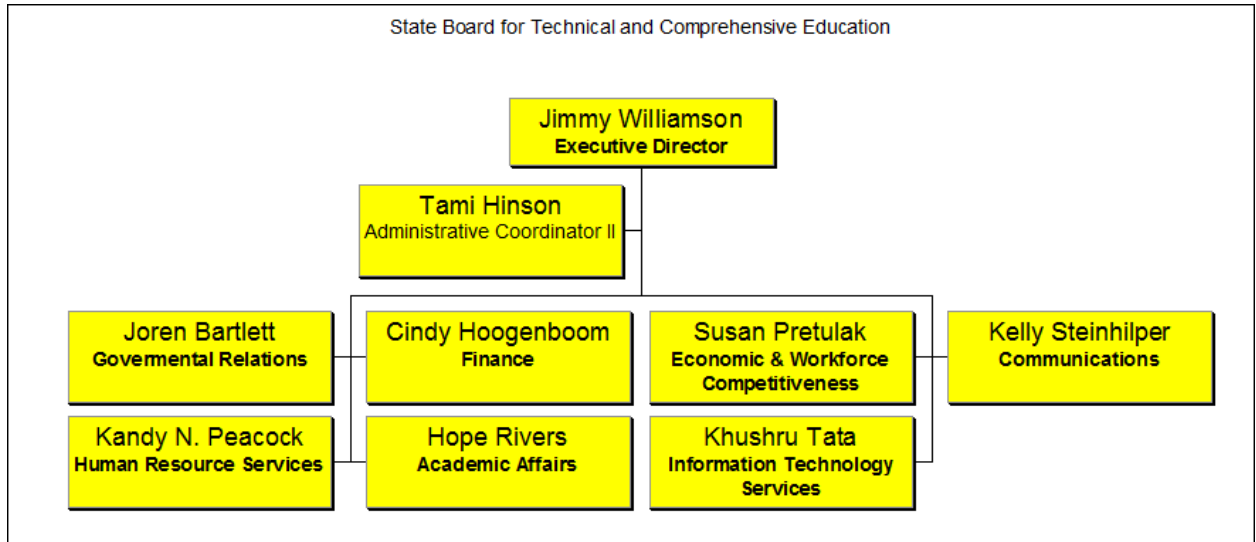 State Board for Technical and Comprehensive Education
Jimmy Williamson
Executive Director
Tami Hinson
Administrative Coordinator II
Joren Bartlett
Govermental Relations
Cindy Hoogenboom
Finance
Susan Pretulak
Economic & Workforce
Competitiveness
Kelly Steinhilper
Communications
Kandy N. Peacock
Human Resource Services
Hope Rivers
Academic Affairs
Khushru Tata
Information Technology
Services